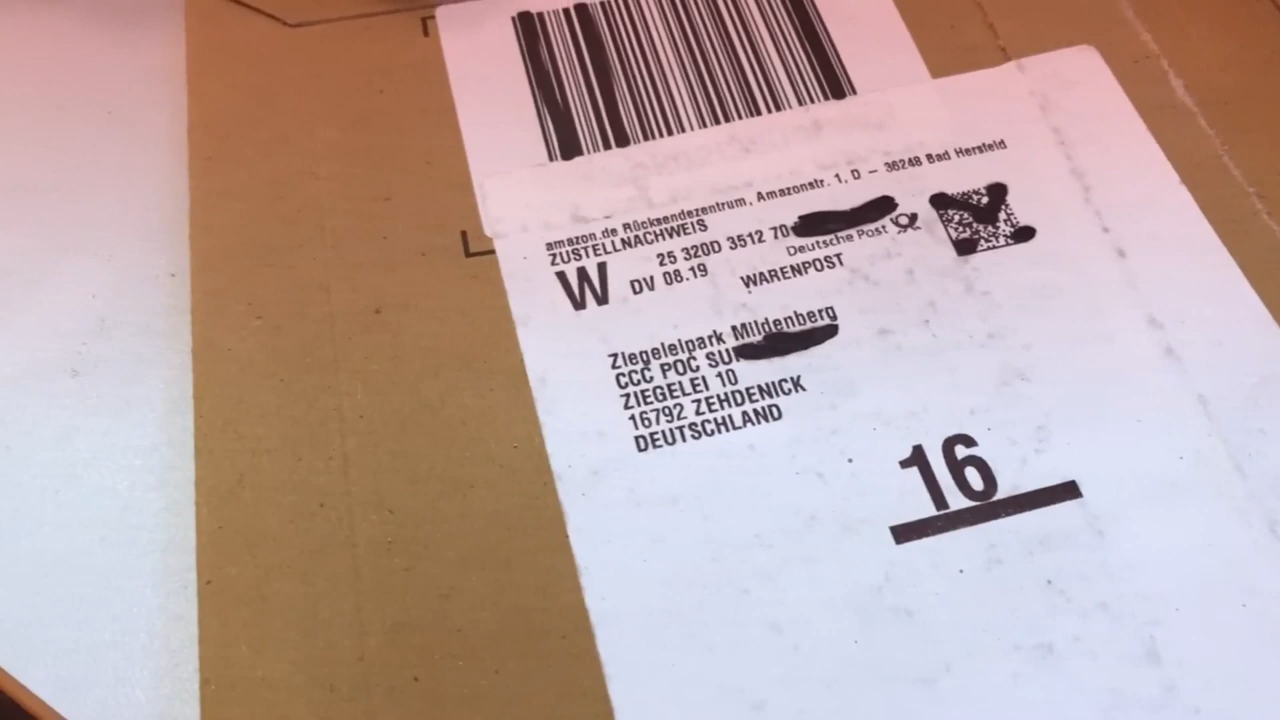 amazon.de Rücksendezentrum, Amazonstr. 1, D – 36248 Bad Hersfeld
ZUSTELLNACHWEIS
W 25 320D 3512 70
Deutsche Post
DV 08.19 WARENPOST
Ziegeleipark Mildenberg
CCC POC
ZIEGELEI 10
16792 ZEHDENICK
DEUTSCHLAND
16